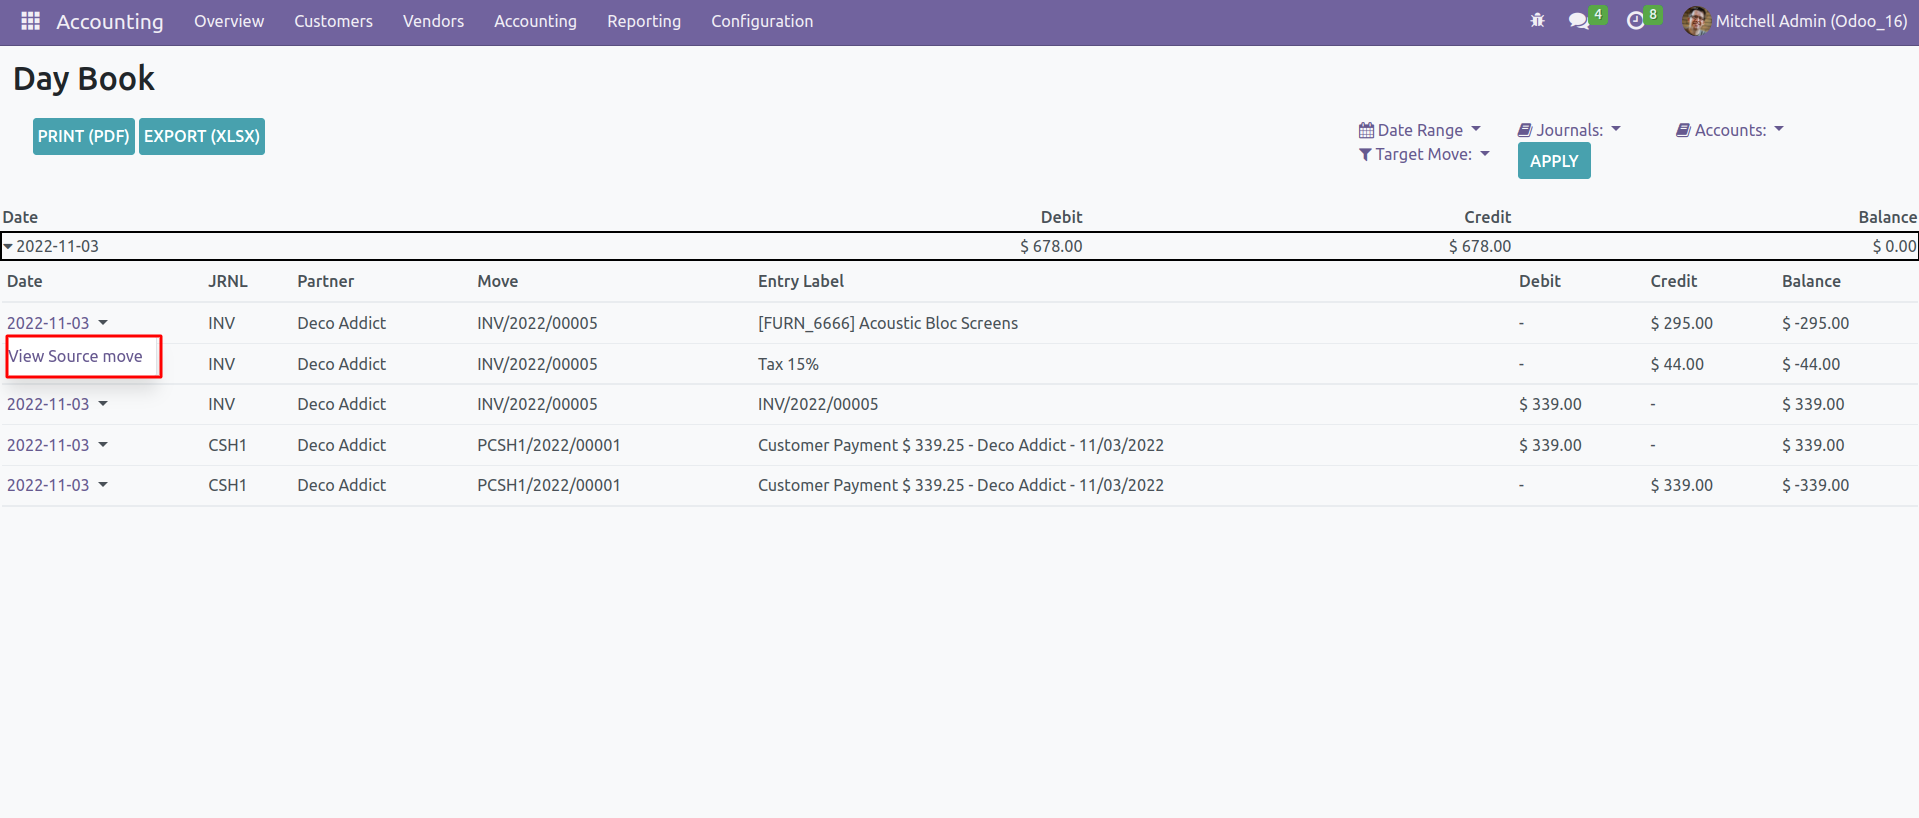 Accounting Overview Customers Vendors Accounting Reporting Configuration 4 8 Mitchell Admin (Odoo_16)
Day Book
PRINT (PDF) EXPORT (XLSX) Date Range Journals: Accounts:
Target Move: APPLY
Date Debit Credit Balance
2022-11-03 $ 678.00 $ 678.00 $ 0.00
Date JRNL Partner Move Entry Label Debit Credit Balance
2022-11-03 INV Deco Addict INV/2022/00005 [FURN_6666] Acoustic Bloc Screens - $ 295.00 $ -295.00
View Source move INV Deco Addict INV/2022/00005 Tax 15% - $ 44.00 $ -44.00
2022-11-03 INV Deco Addict INV/2022/00005 INV/2022/00005 $ 339.00 - $ 339.00
2022-11-03 CSH1 Deco Addict PCSH1/2022/00001 Customer Payment $ 339.25 - Deco Addict - 11/03/2022 $ 339.00 - $ 339.00
2022-11-03 CSH1 Deco Addict PCSH1/2022/00001 Customer Payment $ 339.25 - Deco Addict - 11/03/2022 - $ 339.00 $ -339.00